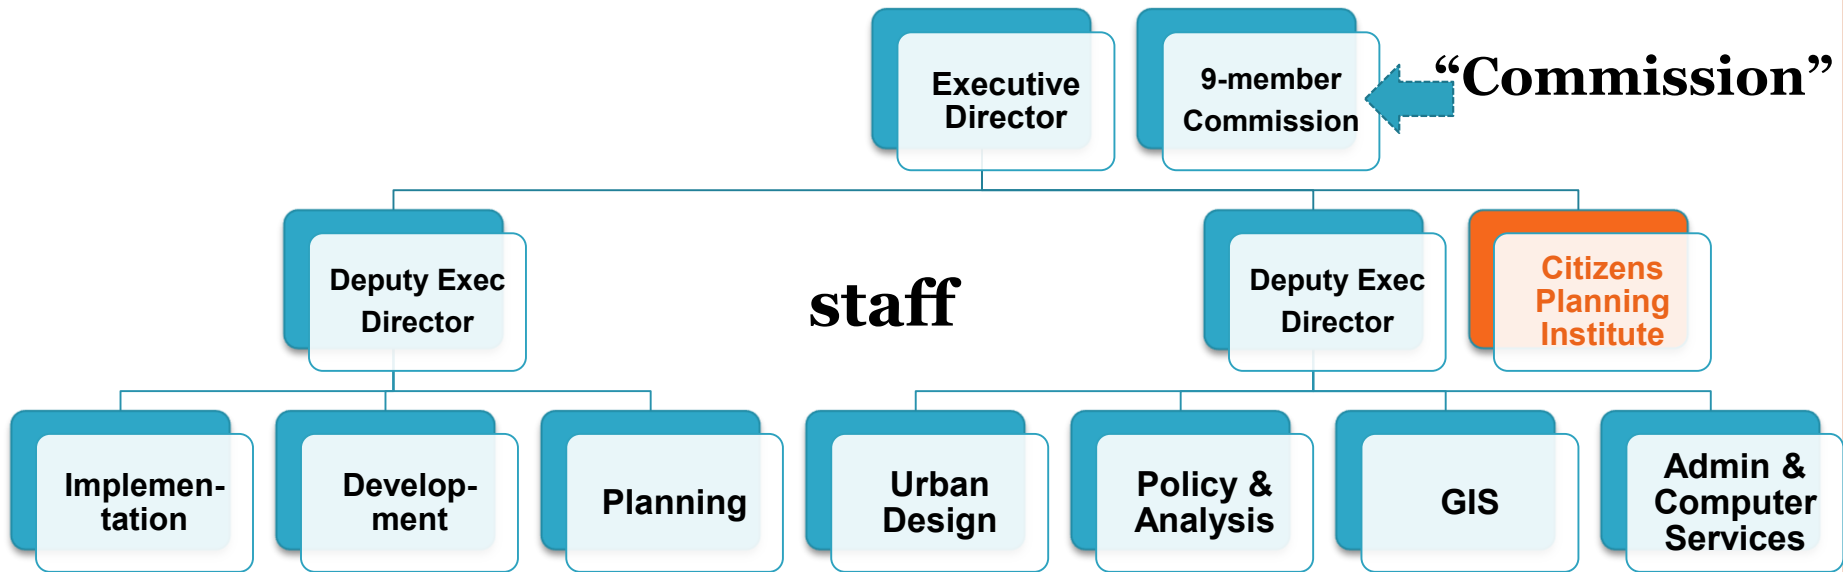 Executive
Director
9-member
Commission
“Commission”
Deputy Exec
Director
staff
Deputy Exec
Director
Citizens
Planning
Institute
Implemen-
tation
Develop-
ment
Planning
Urban
Design
Policy &
Analysis
GIS
Admin &
Computer
Services